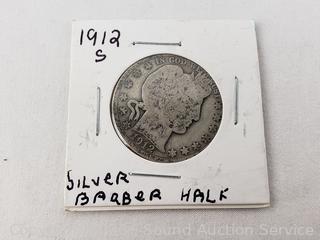 1912
S
IN GOD WE TRUST
1912
SILVER
BARBER HALF
Sound Auction Service